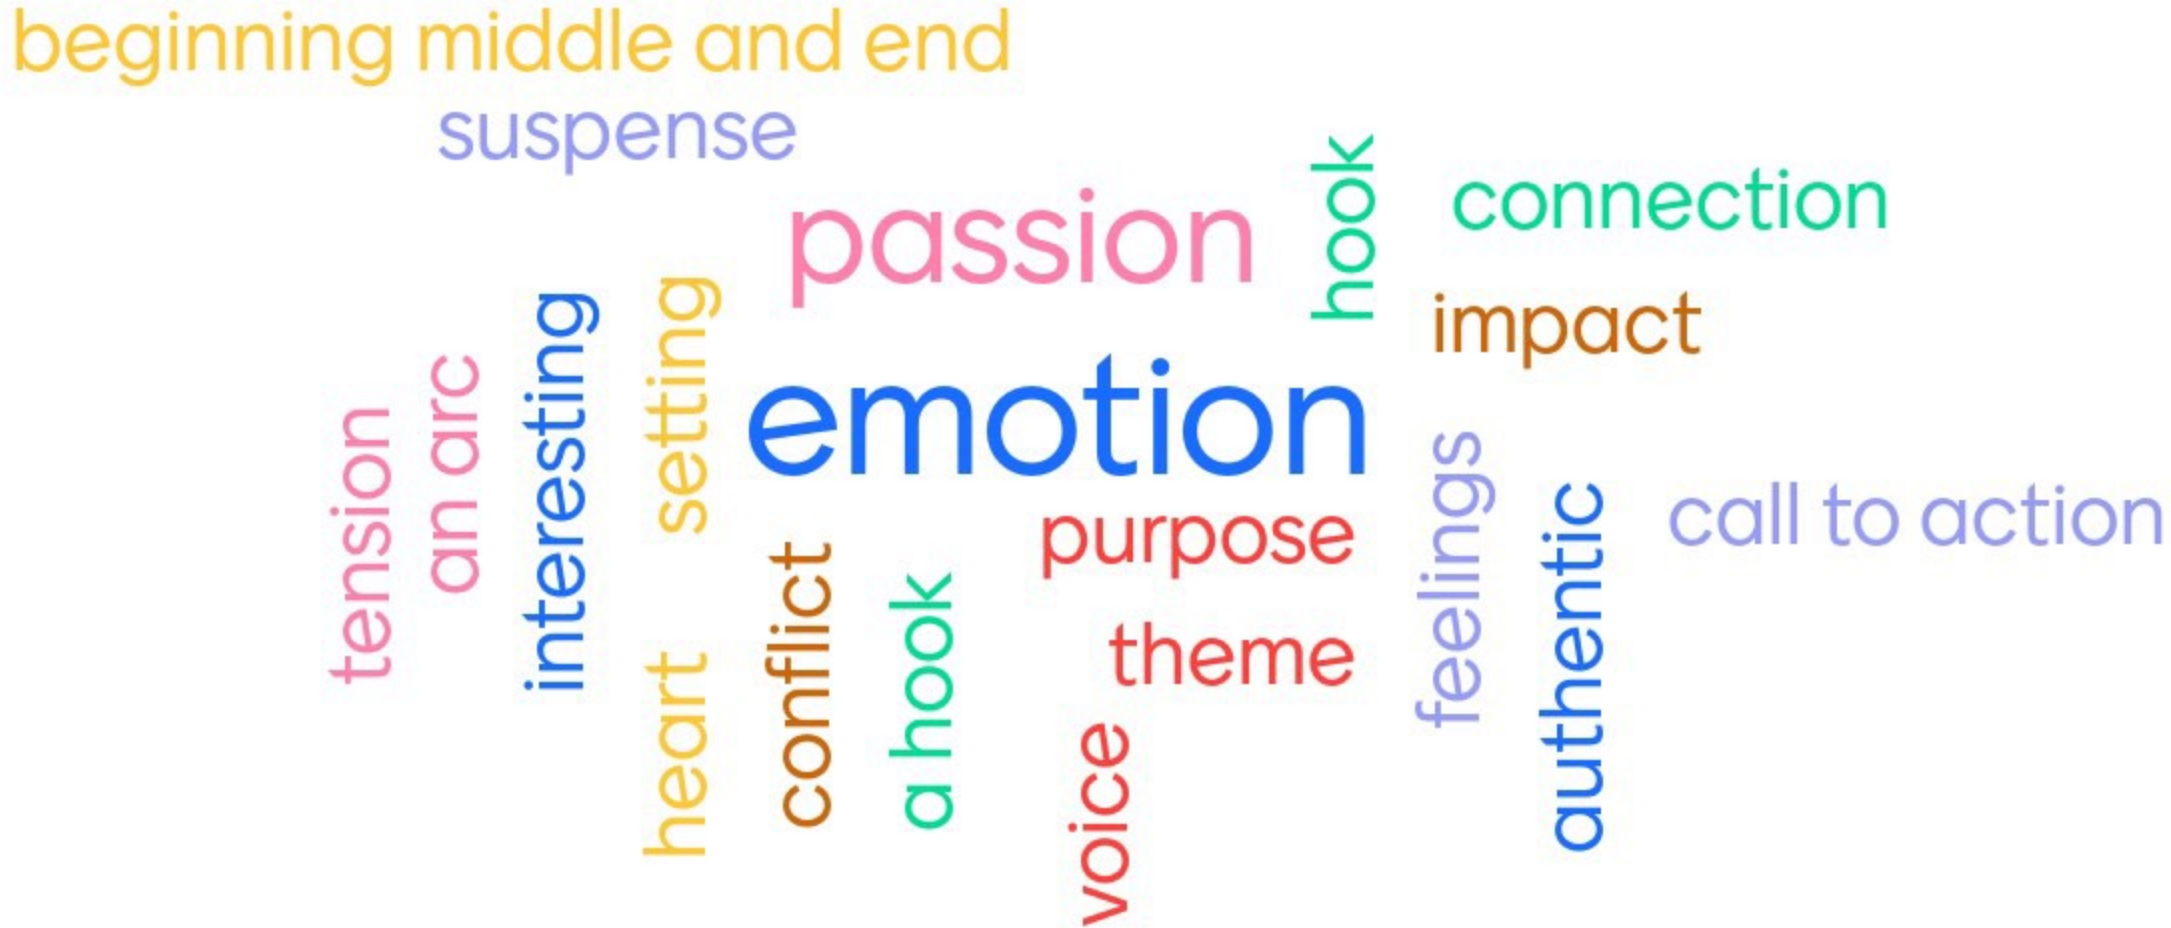 beginning middle and end
suspense
passion
hook
connection
impact
tension
an arc
interesting
setting
emotion
purpose
feelings
authentic
call to action
heart
conflict
a hook
theme
voice